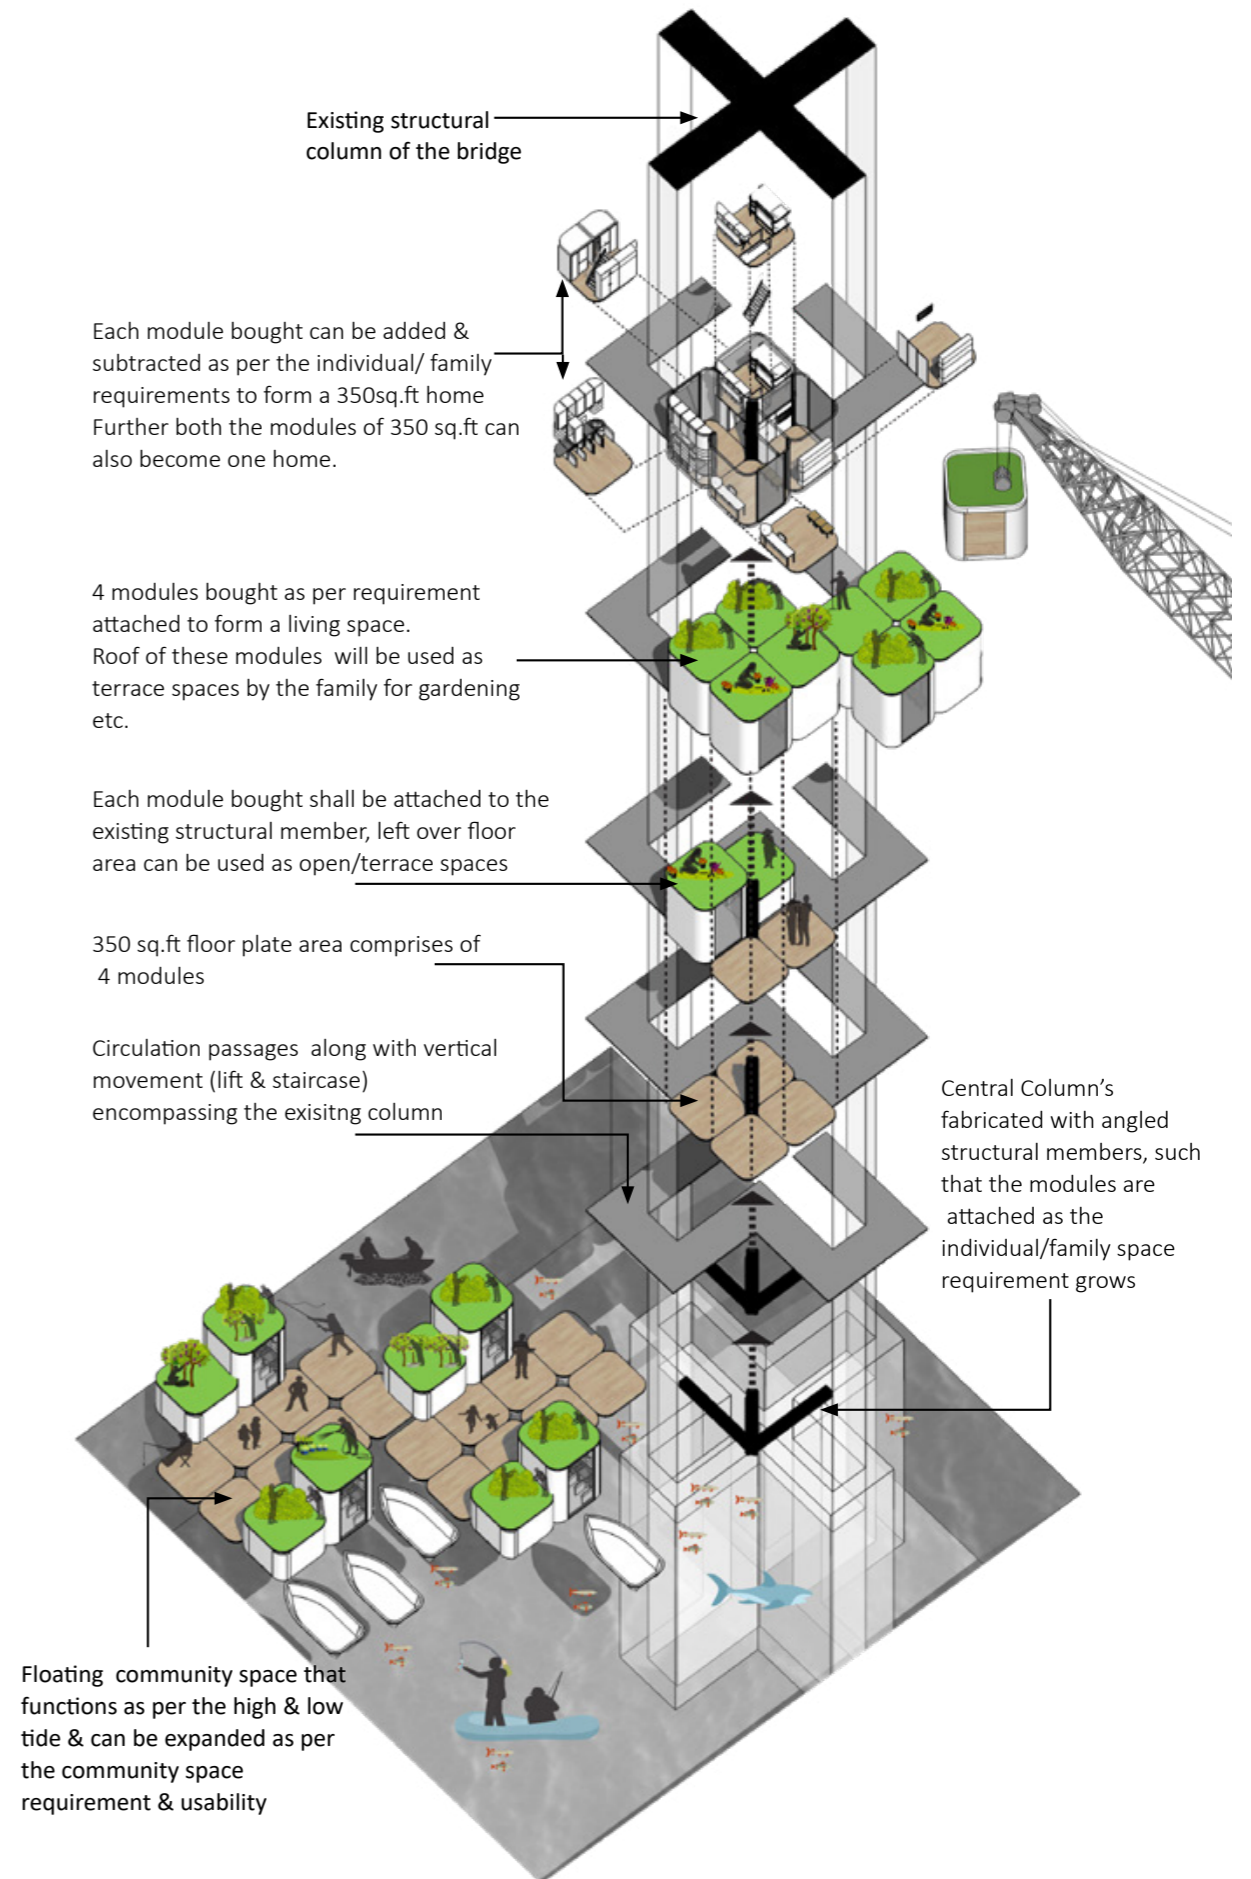 Existing structural
column of the bridge
Each module bought can be added &
subtracted as per the individual/ family
requirements to form a 350sq.ft home
Further both the modules of 350 sq.ft can
also become one home.
4 modules bought as per requirement
attached to form a living space.
Roof of these modules will be used as
terrace spaces by the family for gardening
etc.
Each module bought shall be attached to the
existing structural member, left over floor
area can be used as open/terrace spaces
350 sq.ft floor plate area comprises of
4 modules
Circulation passages along with vertical
movement (lift & staircase)
encompassing the exisitng column
Central Column's
fabricated with angled
structural members, such
that the modules are
attached as the
individual/family space
requirement grows
Floating community space that
functions as per the high & low
tide & can be expanded as per
the community space
requirement & usability